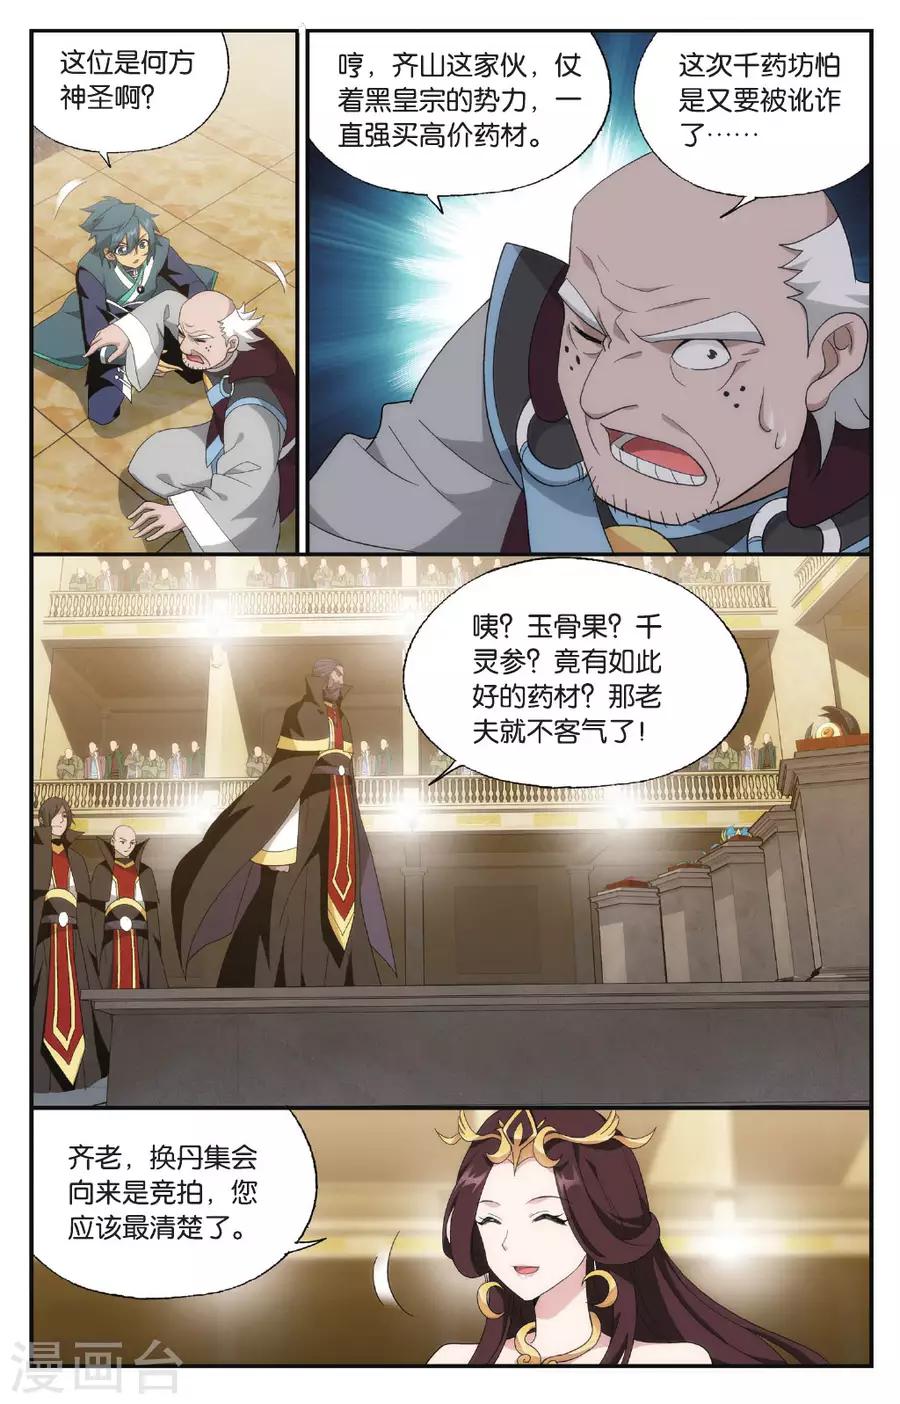 这位是何方
神圣啊？
哼，齐山这家伙，仗
着黑皇宗的势力，一
直强买高价药材。
这次千药坊怕
是又要被讹诈
了……
咦？玉骨果？千
灵参？竟有如此
好的药材？那老
夫就不客气了！
齐老，换丹集会
向来是竞拍，您
应该最清楚了。
漫画台